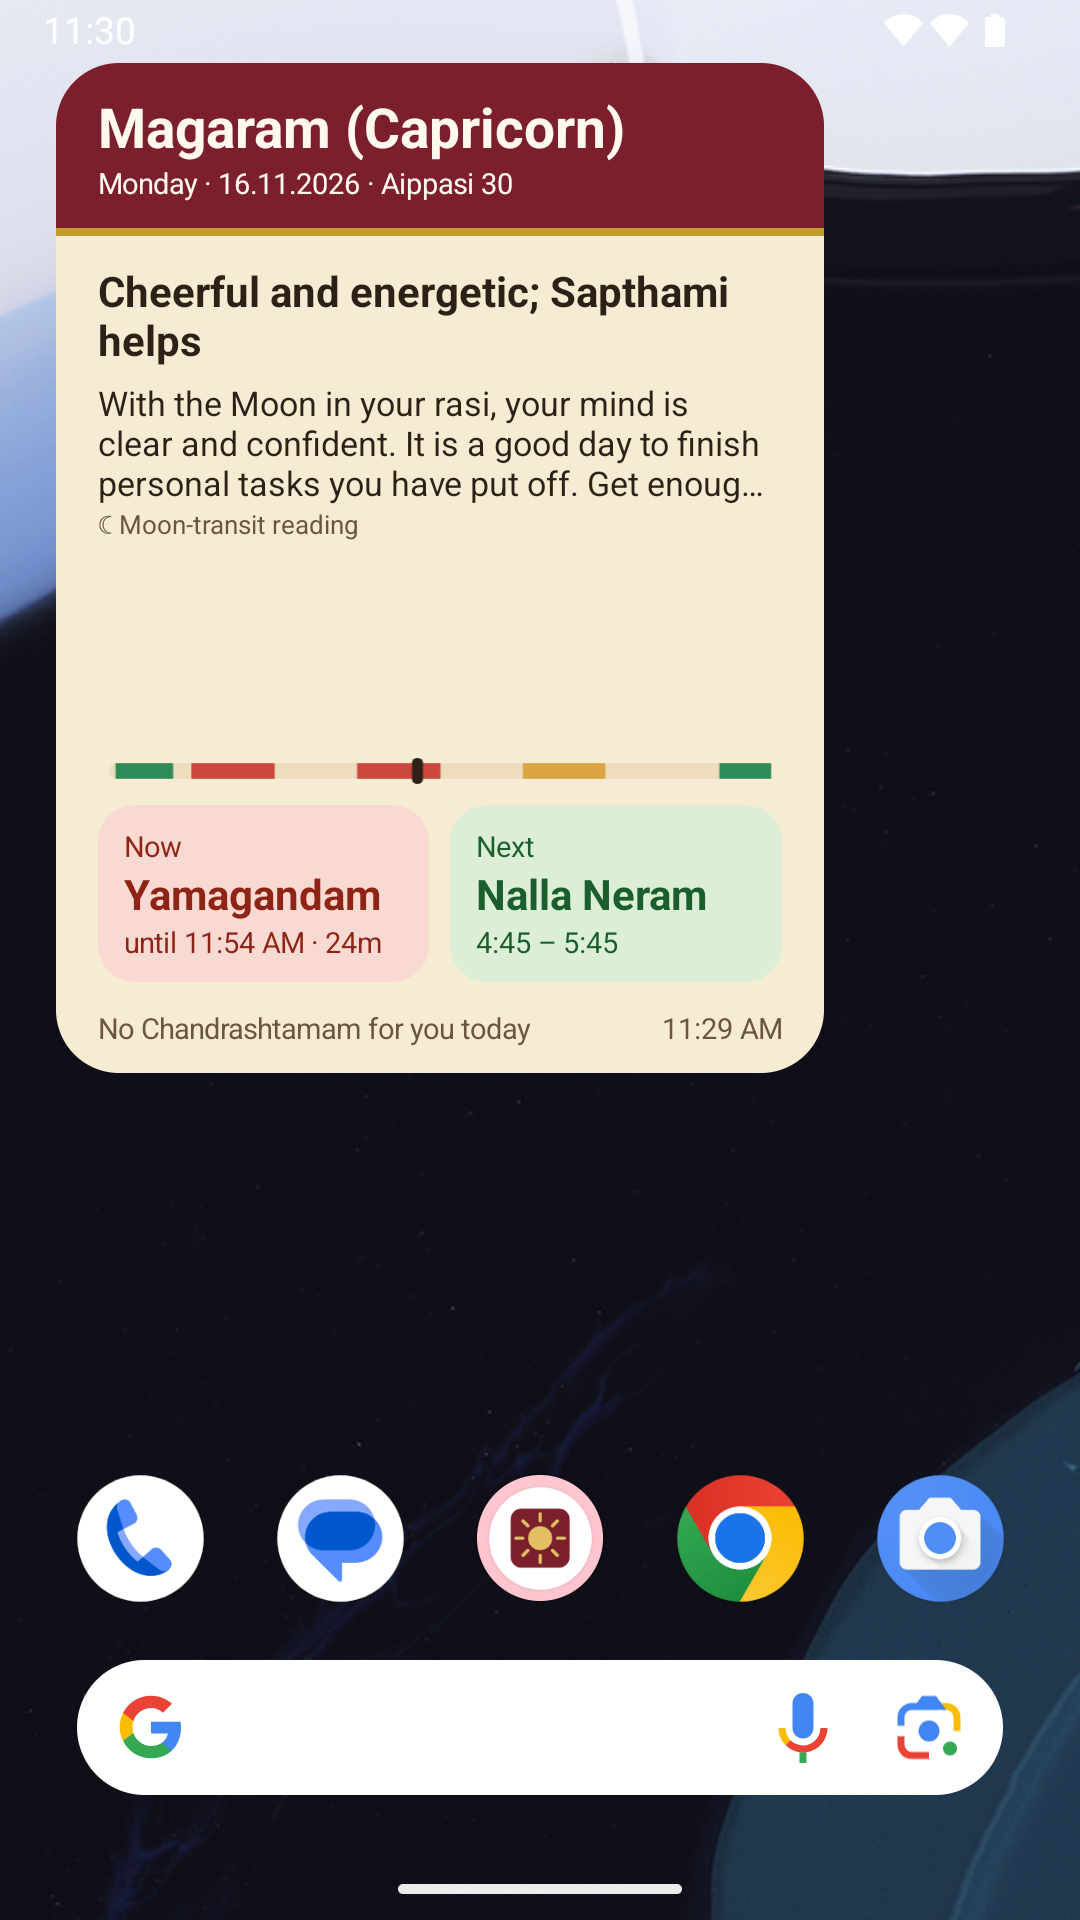 11:30
Magaram (Capricorn)
Monday · 16.11.2026 · Aippasi 30
Cheerful and energetic; Sapthami
helps
With the Moon in your rasi, your mind is
clear and confident. It is a good day to finish
personal tasks you have put off. Get enoug…
☾ Moon-transit reading
Now
Yamagandam
until 11:54 AM · 24m
Next
Nalla Neram
4:45 – 5:45
No Chandrashtamam for you today
11:29 AM